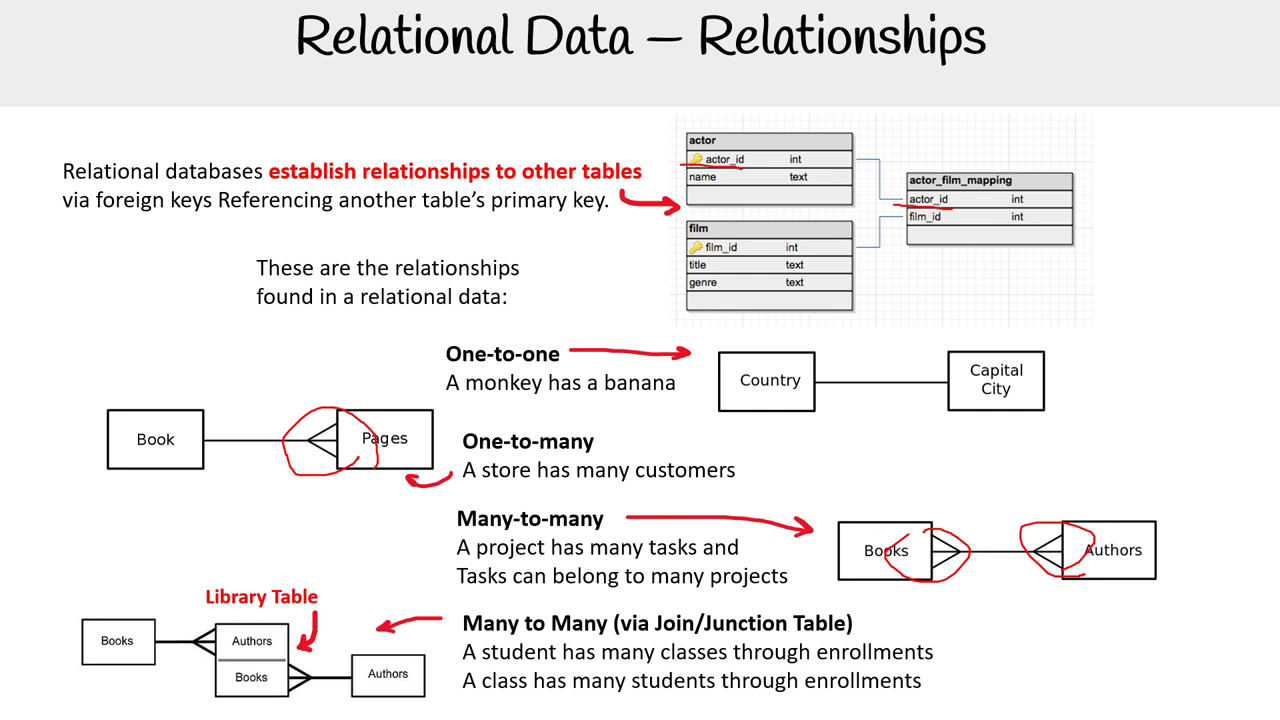 Relational Data – Relationships
Relational databases establish relationships to other tables
via foreign keys Referencing another table's primary key.
actor
actor_id int
name text
film
film_id int
title text
genre text
actor_film_mapping
actor_id int
film_id int
These are the relationships
found in a relational data:
One-to-one
A monkey has a banana
Country
Capital
City
Book
Pages
One-to-many
A store has many customers
Many-to-many
A project has many tasks and
Tasks can belong to many projects
Books
Authors
Library Table
Books
Authors
Books
Authors
Many to Many (via Join/Junction Table)
A student has many classes through enrollments
A class has many students through enrollments